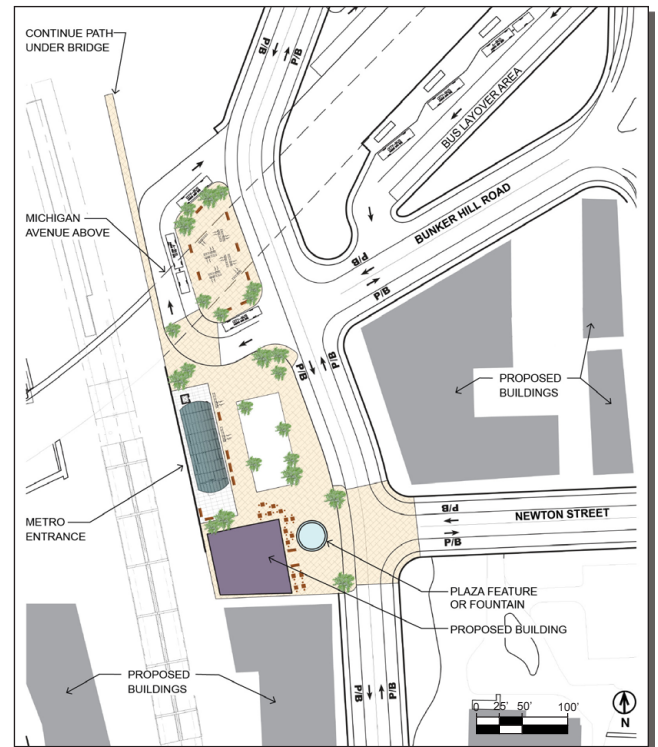 CONTINUE PATH
UNDER BRIDGE
P/B
P/B
BUS LAYOVER AREA
MICHIGAN
AVENUE ABOVE
BUNKER HILL ROAD
P/B
P/B
P/B
P/B
PROPOSED
BUILDINGS
METRO
ENTRANCE
P/B
NEWTON STREET
P/B
PLAZA FEATURE
OR FOUNTAIN
PROPOSED BUILDING
PROPOSED
BUILDINGS
P/B
P/B
0 25' 50' 100'
N